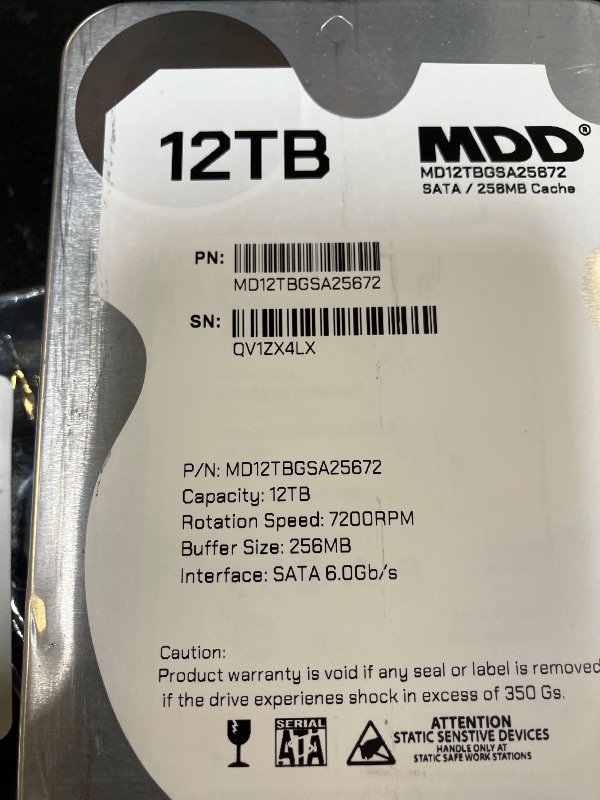 12TB
MDD®
MD12TBGSA25672
SATA / 256MB Cache
PN:
MD12TBGSA25672
SN:
QV1ZX4LX
P/N: MD12TBGSA25672
Capacity: 12TB
Rotation Speed: 7200RPM
Buffer Size: 256MB
Interface: SATA 6.0Gb/s
Caution:
Product warranty is void if any seal or label is removed
if the drive experienes shock in excess of 350 Gs.
SERIAL
ATA
ATTENTION
STATIC SENSTIVE DEVICES
HANDLE ONLY AT
STATIC SAFE WORK STATIONS